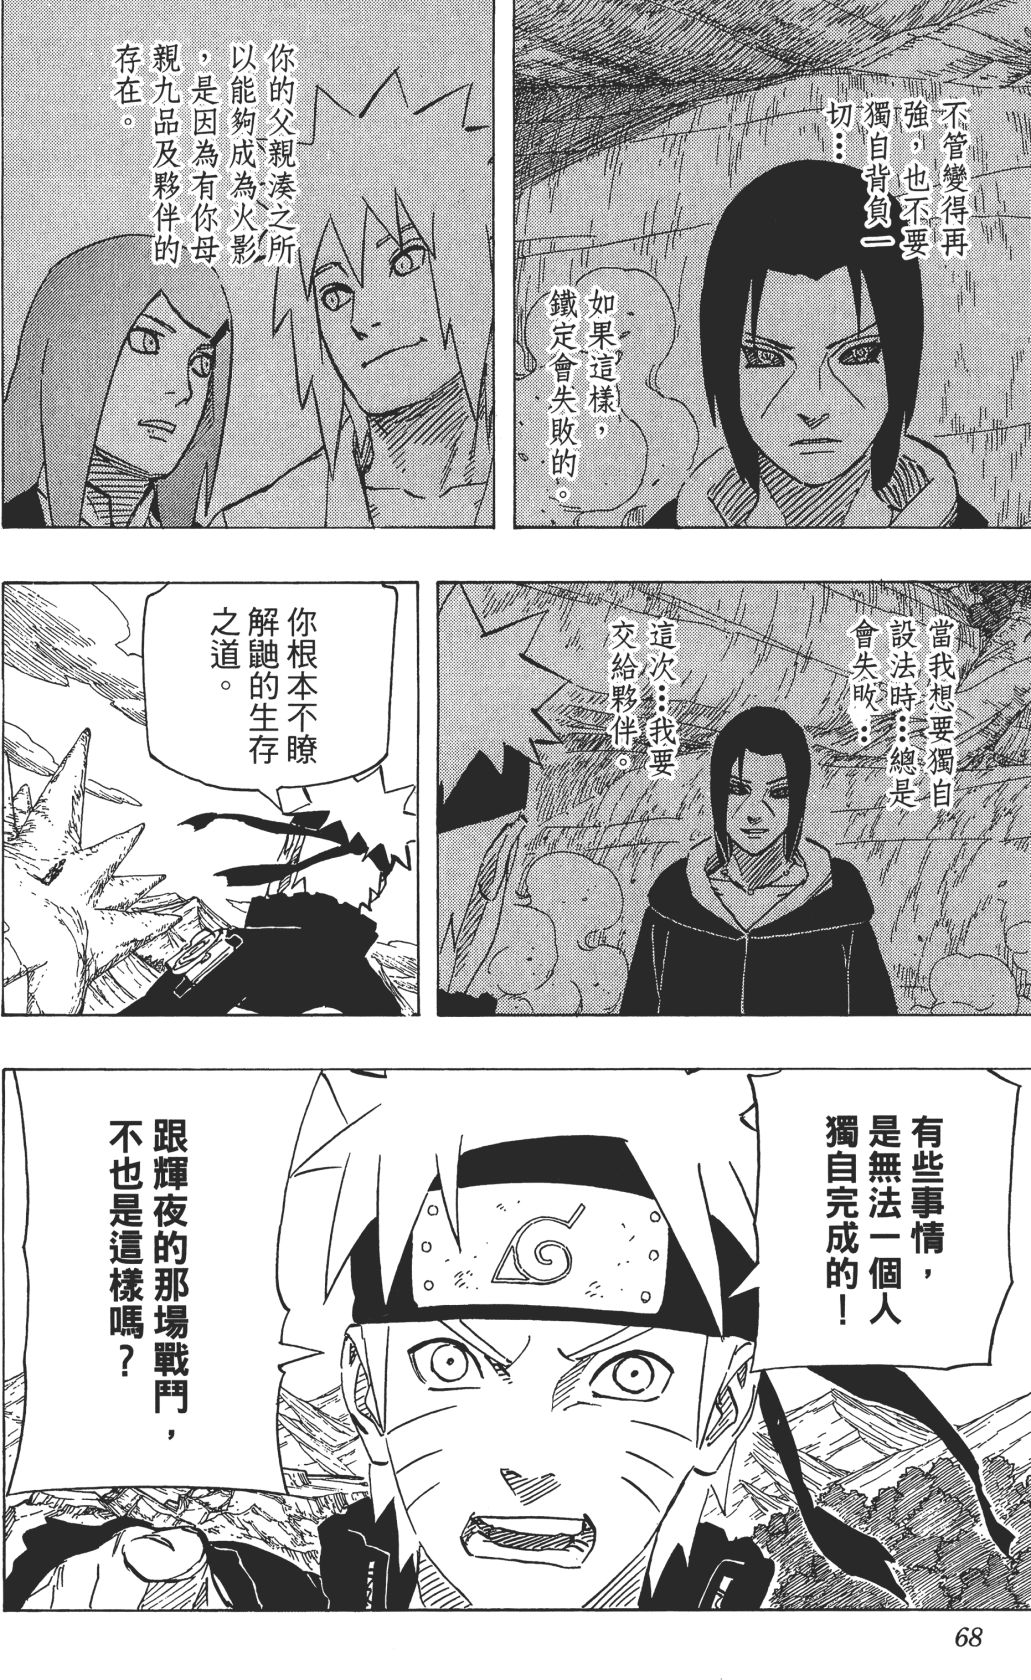 不管變得再
強，也不要
獨自背負一
切…
如果這樣，
鐵定會失敗的。
你的父親湊之所
以能夠成為火影
，是因為有你母
親九品及夥伴的
存在。
當我想要獨自
設法時…總是
會失敗…
這次…我要
交給夥伴。
你根本不瞭
解鼬的生存
之道。
有些事情，
是無法一個人
獨自完成的！
跟輝夜的那場戰鬥，
不也是這樣嗎？
68